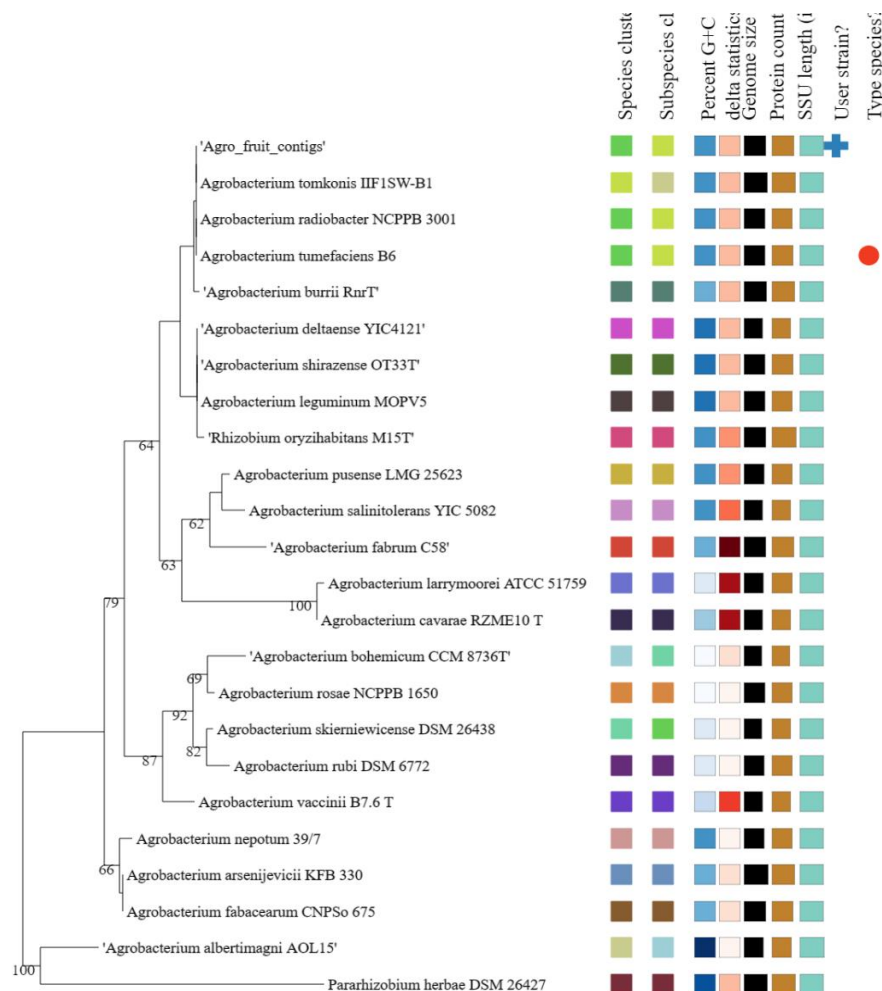 Species cluste
Subspecies cl
Percent G+C
delta statistic
Genome size
Protein count
SSU length (i
User strain?
Type species?
'Agro_fruit_contigs'
Agrobacterium tomkonis IIF1SW-B1
Agrobacterium radiobacter NCPPB 3001
Agrobacterium tumefaciens B6
'Agrobacterium burrii RnrT'
'Agrobacterium deltaense YIC4121'
'Agrobacterium shirazense OT33T'
Agrobacterium leguminum MOPV5
'Rhizobium oryzihabitans M15T'
64
Agrobacterium pusense LMG 25623
Agrobacterium salinitolerans YIC 5082
62
'Agrobacterium fabrum C58'
63
Agrobacterium larrymoorei ATCC 51759
100
79
Agrobacterium cavarae RZME10 T
'Agrobacterium bohemicum CCM 8736T'
69
Agrobacterium rosae NCPPB 1650
92
Agrobacterium skierniewicense DSM 26438
82
87
Agrobacterium rubi DSM 6772
Agrobacterium vaccinii B7.6 T
Agrobacterium nepotum 39/7
66
Agrobacterium arsenijevicii KFB 330
Agrobacterium fabacearum CNPSo 675
'Agrobacterium albertimagni AOL15'
100
Pararhizobium herbae DSM 26427